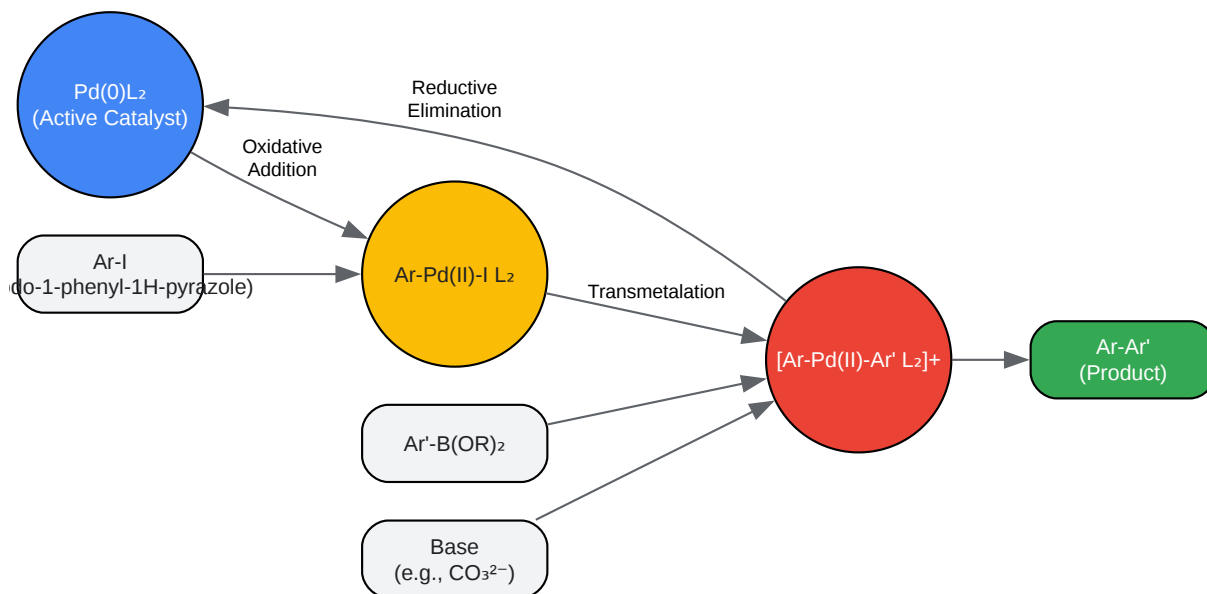 Pd(0)L₂
(Active Catalyst)
Reductive
Elimination
Oxidative
Addition
Ar-I
do-1-phenyl-1H-pyrazole)
Ar-Pd(II)-I L₂
Transmetalation
[Ar-Pd(II)-Ar' L₂]+
Ar-Ar'
(Product)
Ar'-B(OR)₂
Base
(e.g., CO₃²⁻)